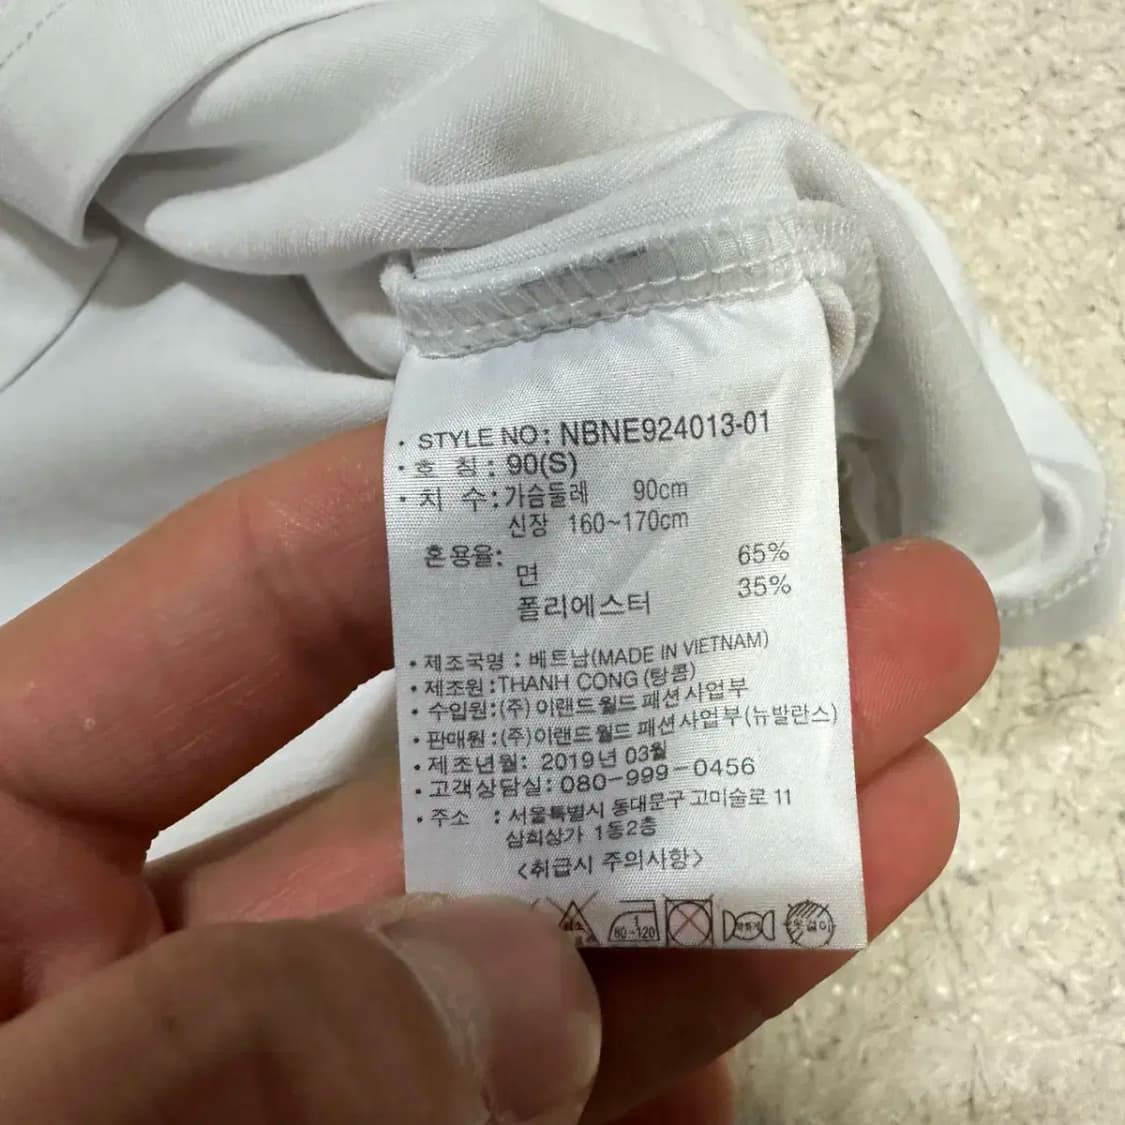 · STYLE NO: NBNE924013-01
· 호 칭 : 90(S)
· 치 수 : 가슴둘레 90cm
신장 160~170cm
혼용율:
면 65%
폴리에스터 35%
· 제조국명 : 베트남(MADE IN VIETNAM)
· 제조원 : THANH CONG (탕콤)
· 수입원 : (주) 이랜드월드 패션사업부
· 판매원 : (주)이랜드월드 패션사업부(뉴발란스)
· 제조년월: 2019년 03월
· 고객상담실: 080-999-0456
· 주소 : 서울특별시 동대문구 고미술로 11
삼희상가 1동2층
<취급시 주의사항>
1 80~120 옷걸이